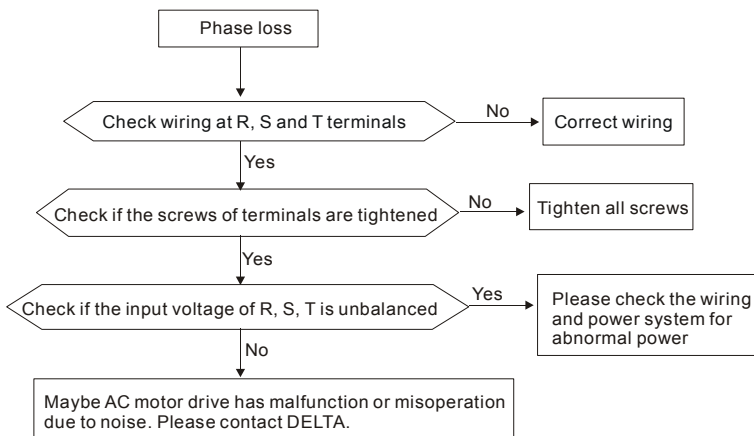 Phase loss
Check wiring at R, S and T terminals
No
Correct wiring
Yes
Check if the screws of terminals are tightened
No
Tighten all screws
Yes
Check if the input voltage of R, S, T is unbalanced
Yes
Please check the wiring
and power system for
abnormal power
No
Maybe AC motor drive has malfunction or misoperation
due to noise. Please contact DELTA.